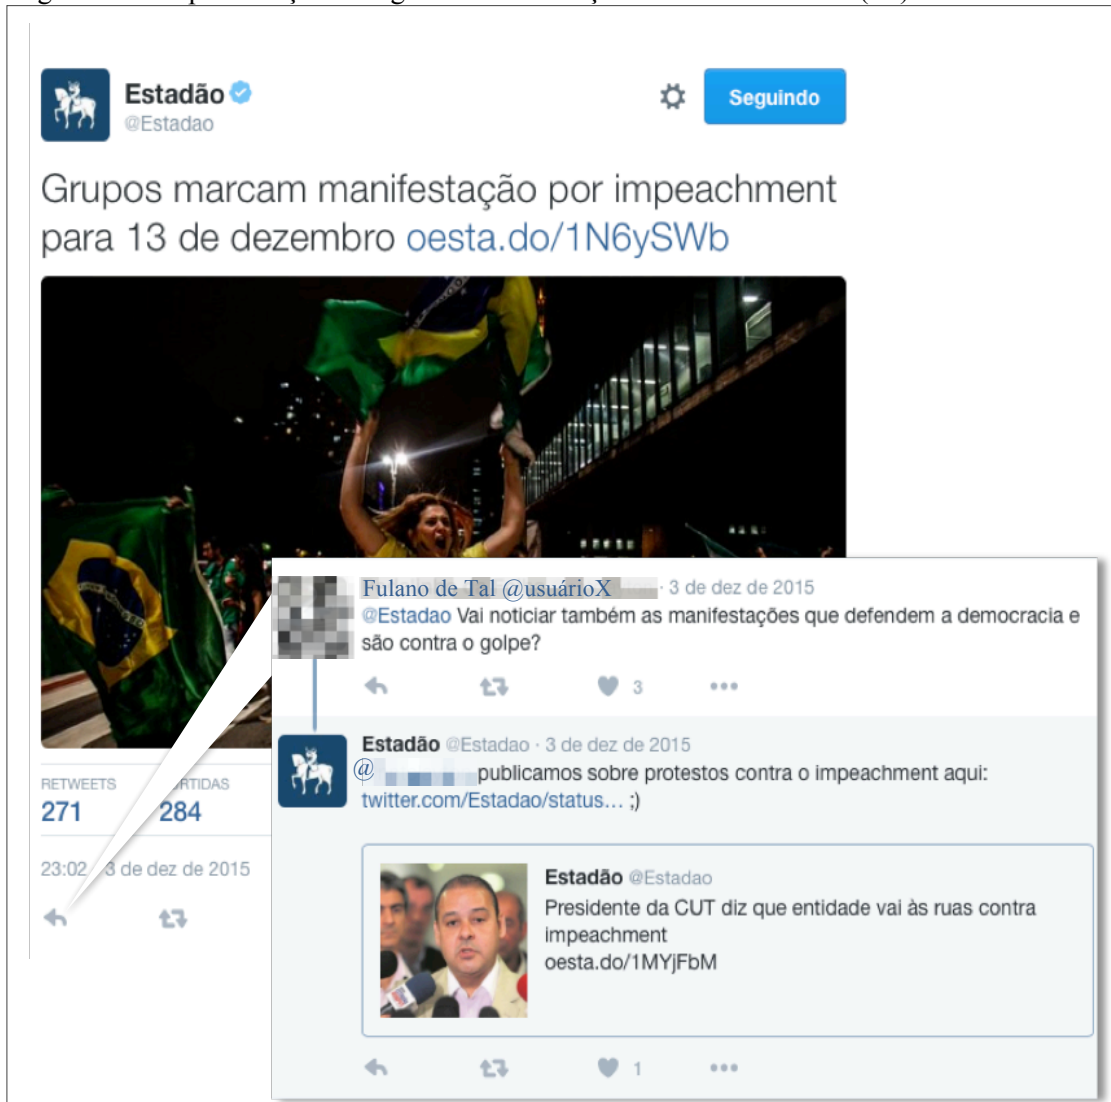 Estadão
@Estadao
Seguindo
Grupos marcam manifestação por impeachment
para 13 de dezembro oesta.do/1N6ySWb
Fulano de Tal @usuárioX · 3 de dez de 2015
@Estadao Vai noticiar também as manifestações que defendem a democracia e
são contra o golpe?
3
Estadão @Estadao · 3 de dez de 2015
@ publicamos sobre protestos contra o impeachment aqui:
twitter.com/Estadao/status… ;)
RETWEETS
271
284
23:02
3 de dez de 2015
Estadão @Estadao
Presidente da CUT diz que entidade vai às ruas contra
impeachment
oesta.do/1MYjFbM
1